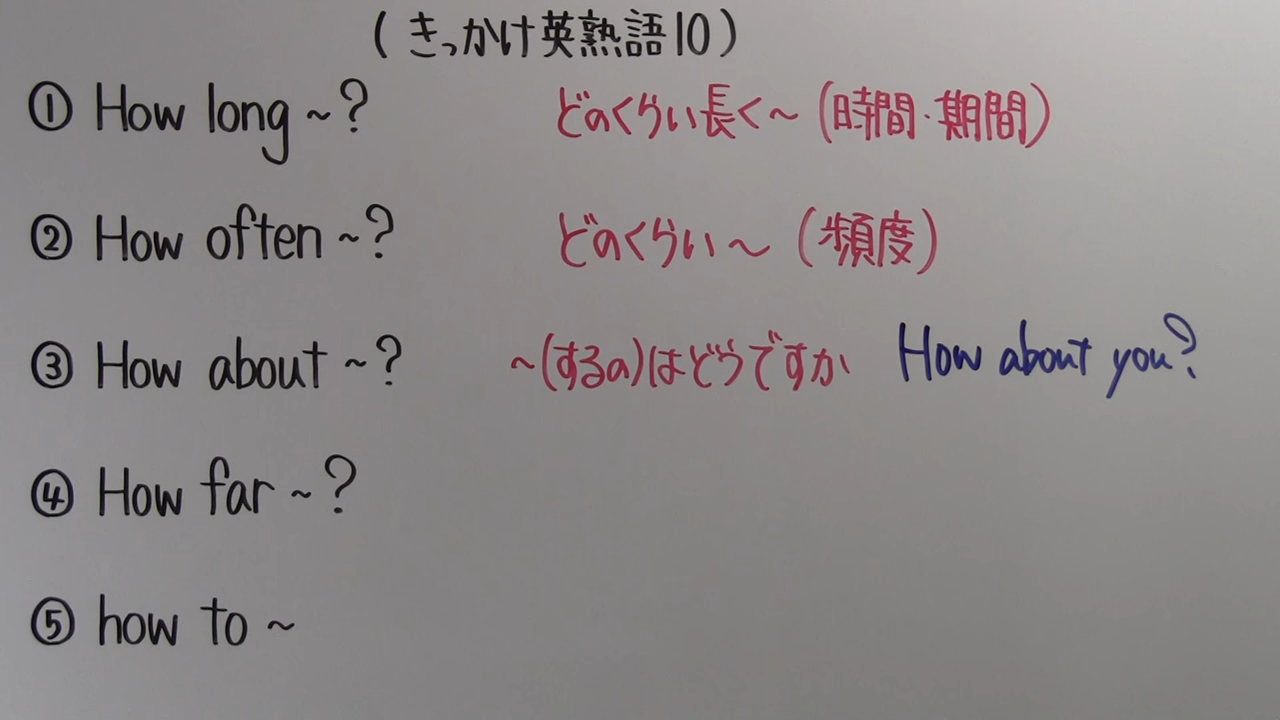 (きっかけ英熟語10)
① How long ~? どのくらい長く~(時間・期間)
② How often ~? どのくらい~(頻度)
③ How about ~? ~(するの)はどうですか How about you?
④ How far ~?
⑤ how to ~